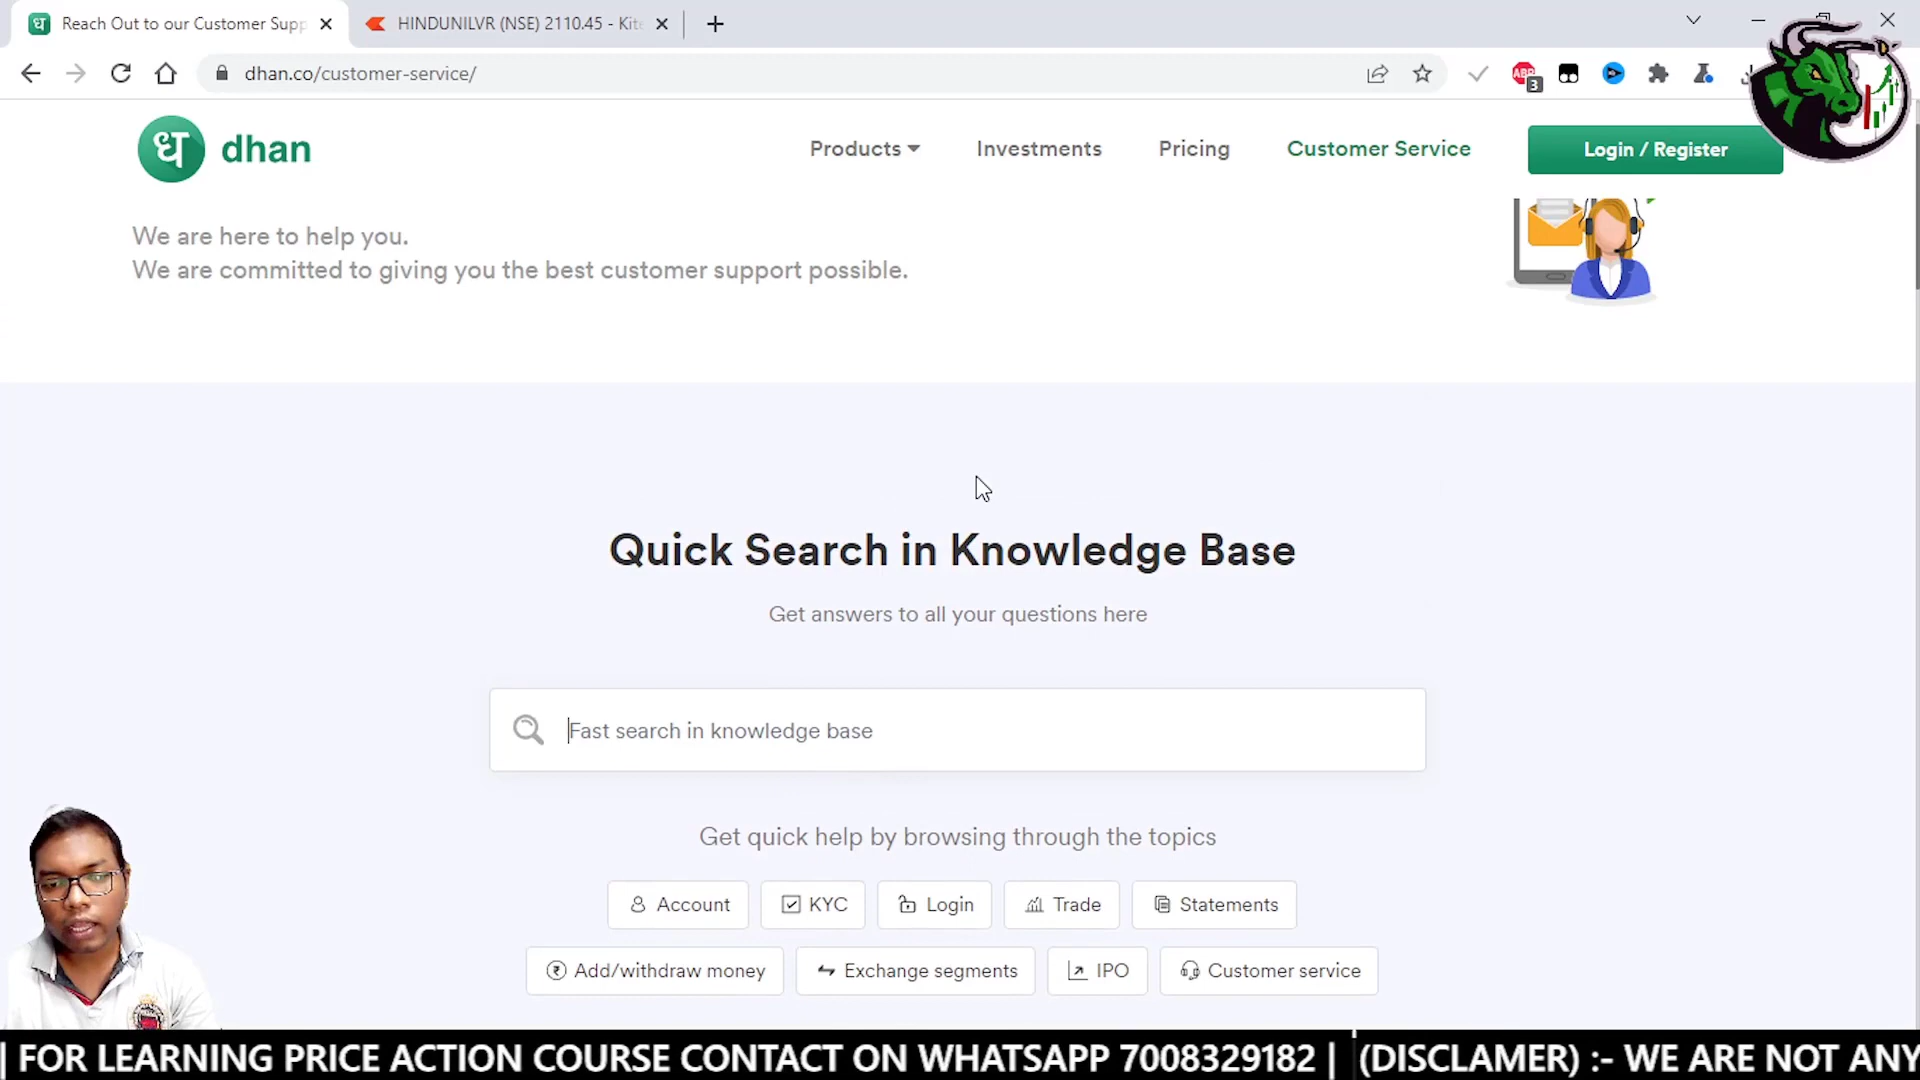 Reach Out to our Customer Supp
HINDUNILVR (NSE) 2110.45 - Kit
dhan.co/customer-service/
ABP
3
ध
dhan
Products
Investments
Pricing
Customer Service
Login / Register
We are here to help you.
We are committed to giving you the best customer support possible.
Quick Search in Knowledge Base
Get answers to all your questions here
Fast search in knowledge base
Get quick help by browsing through the topics
Account
KYC
Login
Trade
Statements
Add/withdraw money
Exchange segments
IPO
Customer service
| FOR LEARNING PRICE ACTION COURSE CONTACT ON WHATSAPP 7008329182 | (DISCLAMER) :- WE ARE NOT ANY